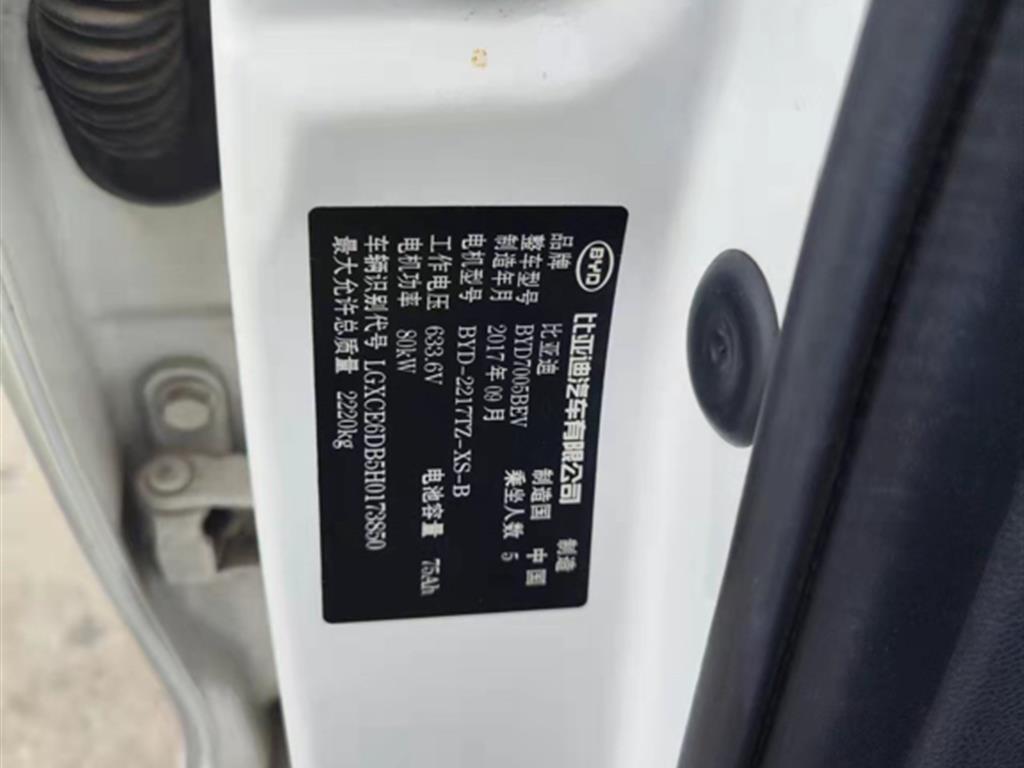 BYD 比亚迪汽车有限公司 制造
品牌 比亚迪 制造国 中国
整车型号 BYD7005BEV 乘坐人数 5
制造年月 2017年09月
电机型号 BYD-2217TZ-XS-B
工作电压 633.6V 电池容量 75Ah
电机功率 80kW
车辆识别代号 LGXCE6DB5H0173850
最大允许总质量 2220kg